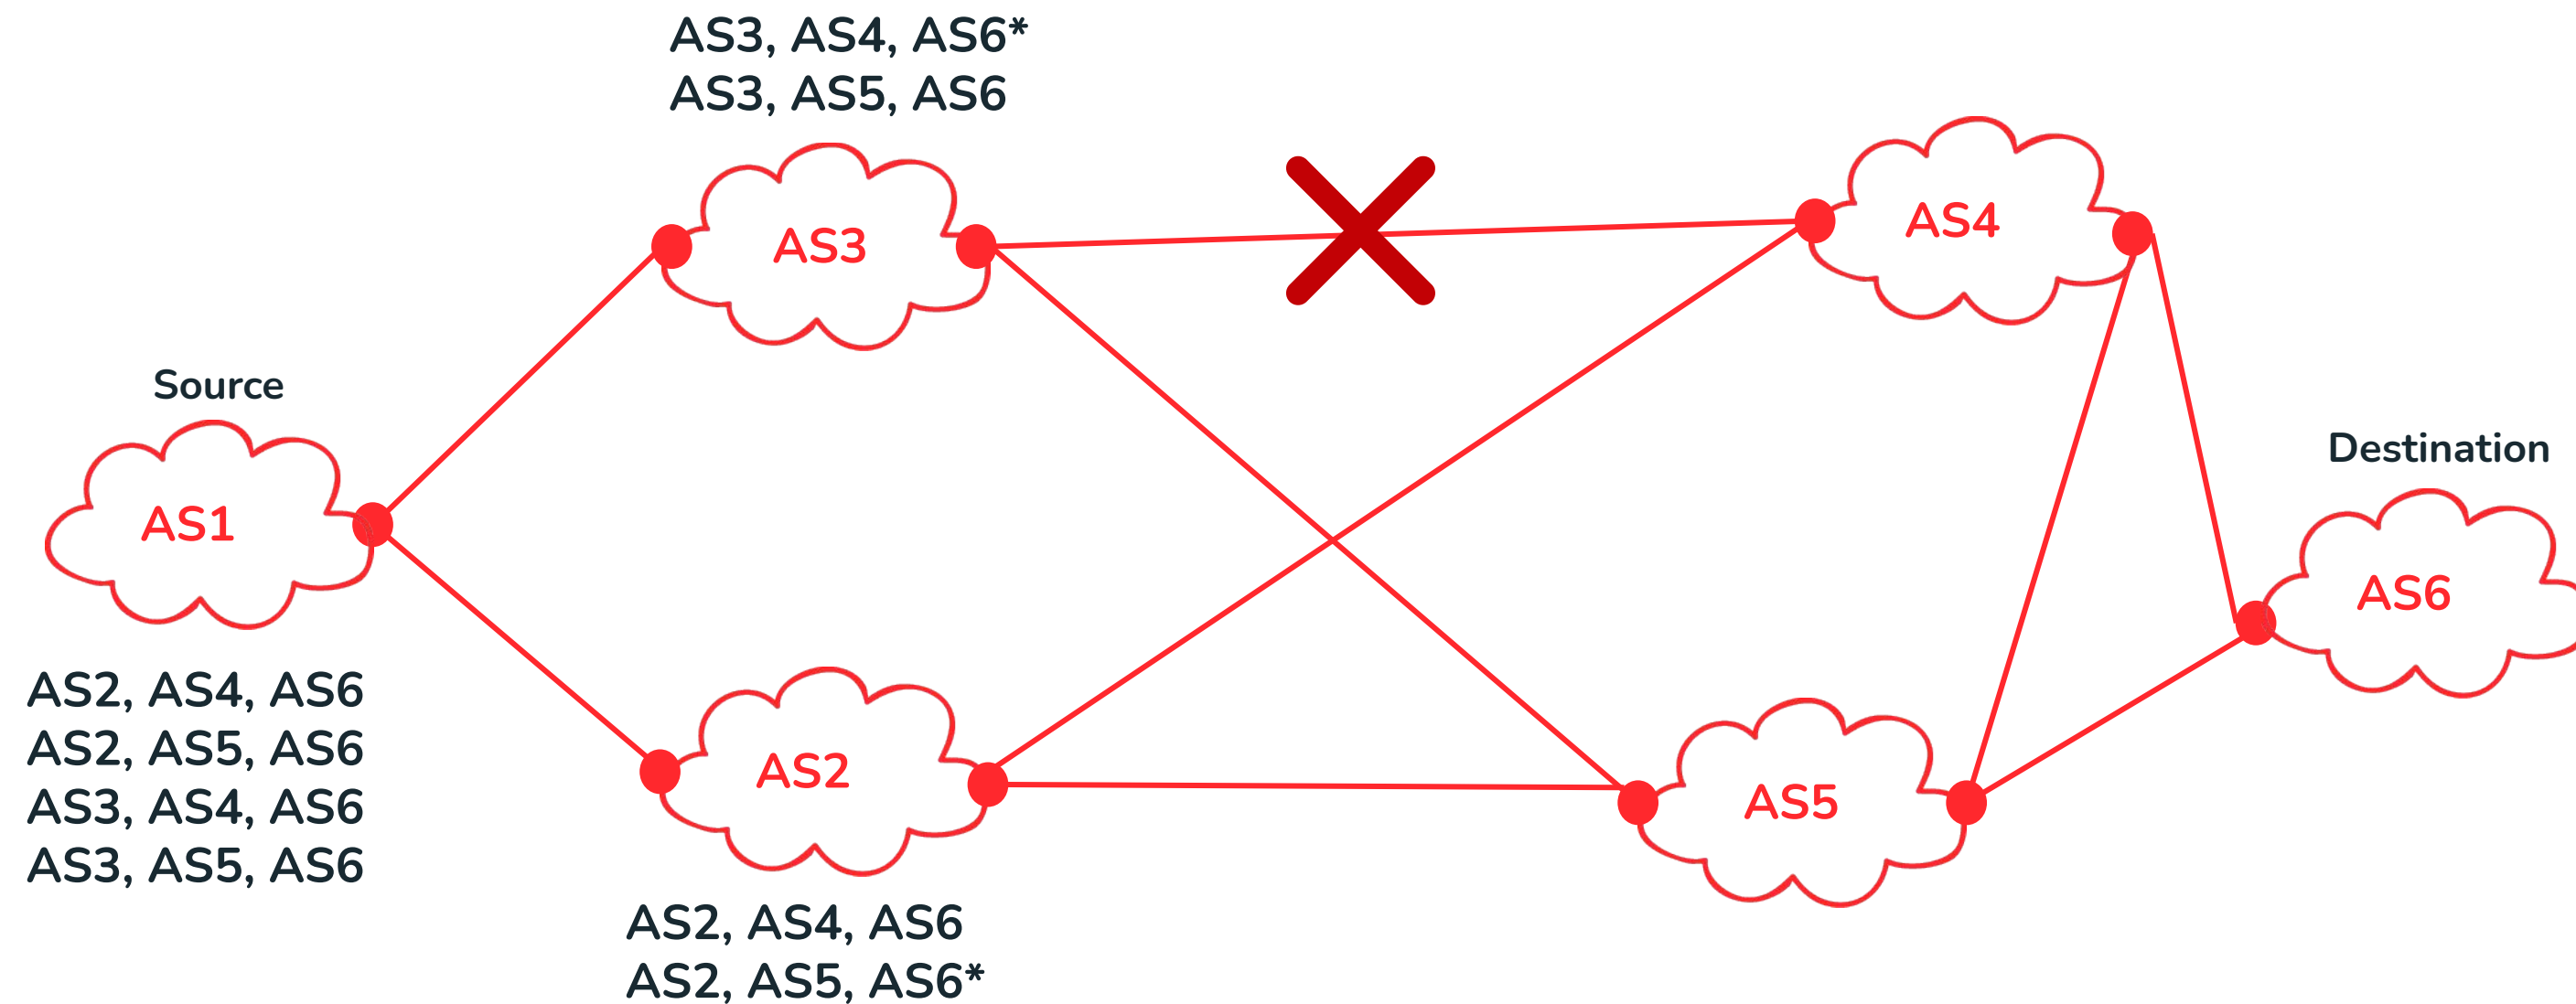 AS3, AS4, AS6*
AS3, AS5, AS6
AS3
AS4
Source
AS1
Destination
AS6
AS2, AS4, AS6
AS2, AS5, AS6
AS3, AS4, AS6
AS3, AS5, AS6
AS2
AS5
AS2, AS4, AS6
AS2, AS5, AS6*